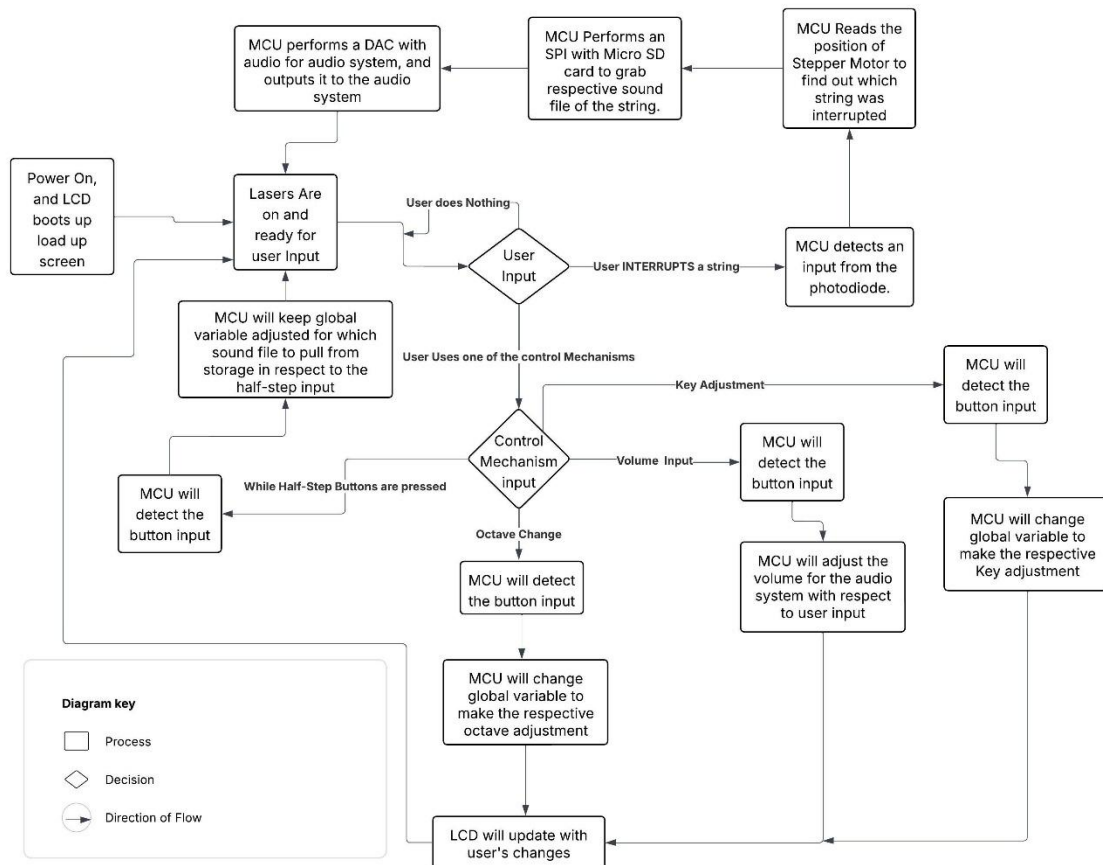 MCU performs a DAC with
audio for audio system, and
outputs it to the audio
system
MCU Performs an
SPI with Micro SD
card to grab
respective sound
file of the string.
MCU Reads the
position of
Stepper Motor to
find out which
string was
interrupted
Power On,
and LCD
boots up
load up
screen
Lasers Are
on and
ready for
user Input
User does Nothing
User
Input
User INTERRUPTS a string
MCU detects an
input from the
photodiode.
MCU will keep global
variable adjusted for which
sound file to pull from
storage in respect to the
half-step input
User Uses one of the control Mechanisms
Key Adjustment
MCU will
detect the
button input
Control
Mechanism
input
Volume Input
MCU will
detect the
button input
While Half-Step Buttons are pressed
MCU will
detect the
button input
Octave Change
MCU will detect
the button input
MCU will adjust the
volume for the audio
system with respect
to user input
MCU will change
global variable to
make the respective
Key adjustment
MCU will change
global variable to
make the respective
octave adjustment
LCD will update with
user's changes
Diagram key
Process
Decision
Direction of Flow